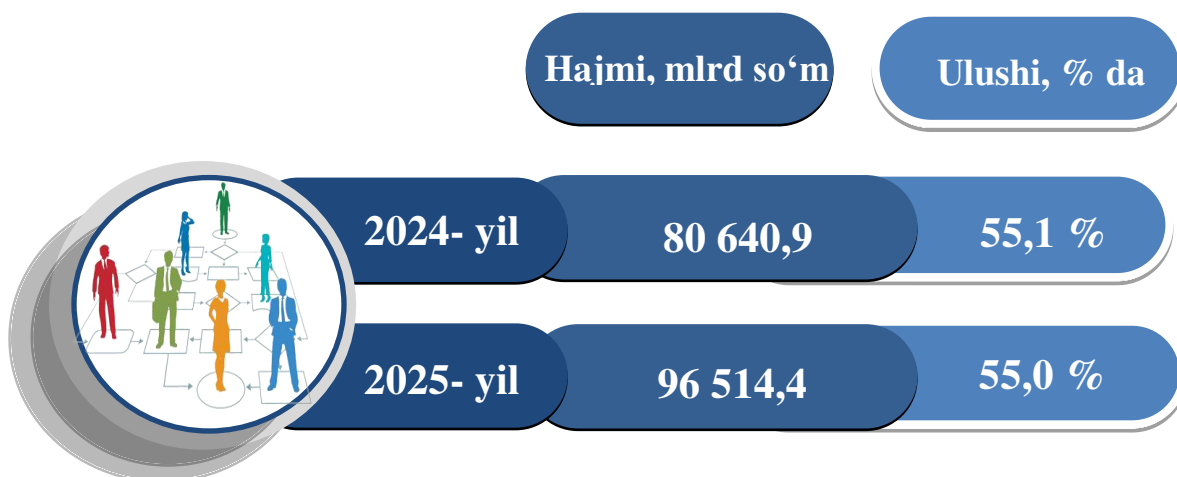 Hajmi, mlrd so‘m
Ulushi, % da
2024- yil
80 640,9
55,1 %
2025- yil
96 514,4
55,0 %